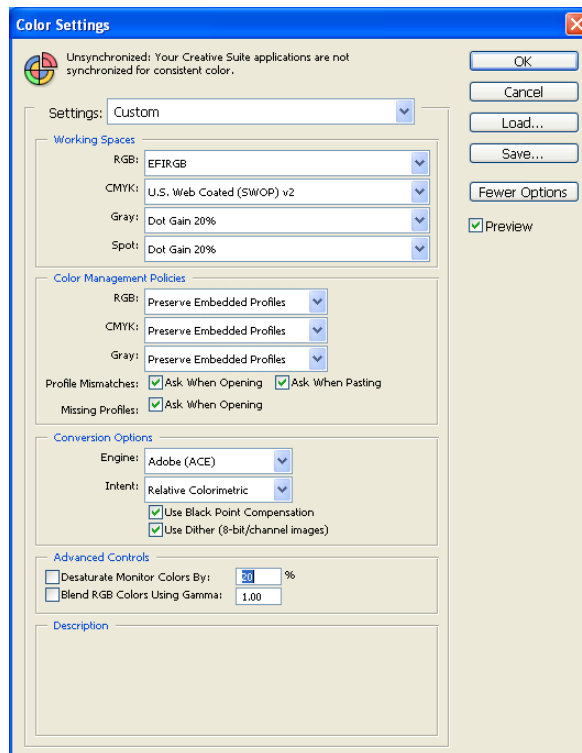 Color Settings
Unsynchronized: Your Creative Suite applications are not
synchronized for consistent color.
OK
Cancel
Load...
Save...
Fewer Options
Preview
Settings: Custom
Working Spaces
RGB: EFIRGB
CMYK: U.S. Web Coated (SWOP) v2
Gray: Dot Gain 20%
Spot: Dot Gain 20%
Color Management Policies
RGB: Preserve Embedded Profiles
CMYK: Preserve Embedded Profiles
Gray: Preserve Embedded Profiles
Profile Mismatches: Ask When Opening Ask When Pasting
Missing Profiles: Ask When Opening
Conversion Options
Engine: Adobe (ACE)
Intent: Relative Colorimetric
Use Black Point Compensation
Use Dither (8-bit/channel images)
Advanced Controls
Desaturate Monitor Colors By: 20 %
Blend RGB Colors Using Gamma: 1.00
Description